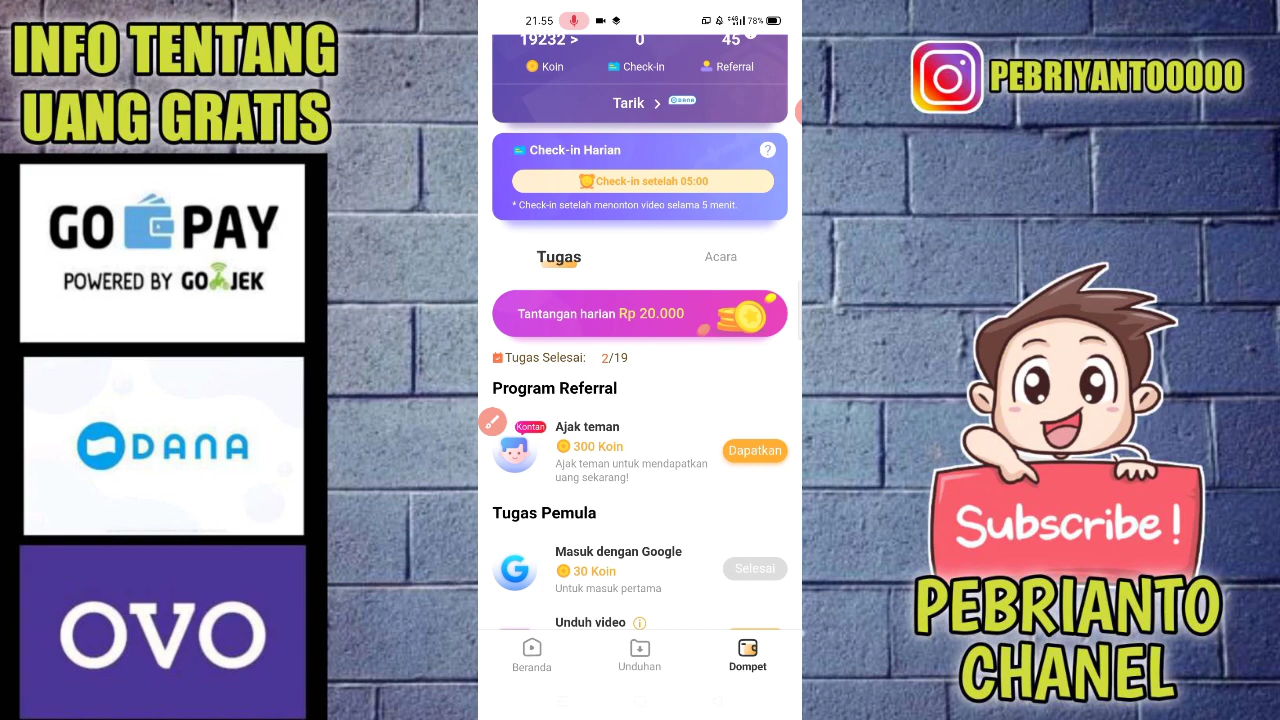 INFO TENTANG
UANG GRATIS
GO PAY
POWERED BY GOJEK
DANA
OVO
21.55
78%
19232 >
0
45
Koin
Check-in
Referral
Tarik >
DANA
Check-in Harian
?
Check-in setelah 05:00
* Check-in setelah menonton video selama 5 menit.
Tugas
Acara
Tantangan harian Rp 20.000
Tugas Selesai: 2/19
Program Referral
Kontan
Ajak teman
300 Koin
Ajak teman untuk mendapatkan
uang sekarang!
Dapatkan
Tugas Pemula
Masuk dengan Google
30 Koin
Untuk masuk pertama
Selesai
Unduh video
Beranda
Unduhan
Dompet
PEBRIYANTOOOOO
Subscribe!
PEBRIANTO
CHANEL